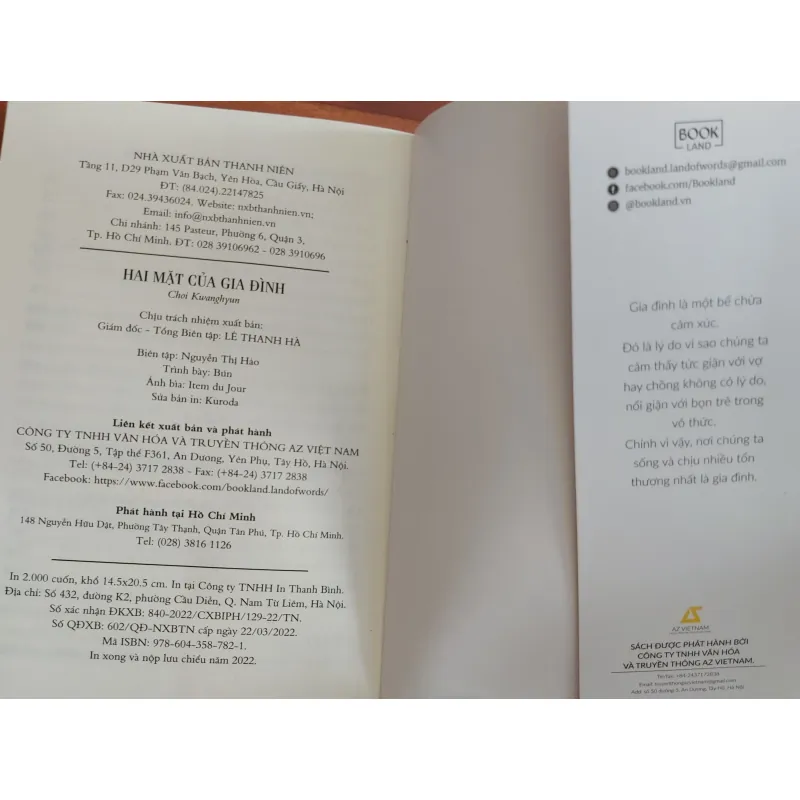 NHÀ XUẤT BẢN THANH NIÊN
Tầng 11, D29 Phạm Văn Bạch, Yên Hòa, Cầu Giấy, Hà Nội
ĐT: (84.024).22147825
Fax: 024.39436024. Website: nxbthanhnien.vn;
Email: info@nxbthanhnien.vn
Chi nhánh: 145 Pasteur, Phường 6, Quận 3,
Tp. Hồ Chí Minh. ĐT: 028 39106962 - 028 3910696
HAI MẶT CỦA GIA ĐÌNH
Choi Kwanghyun
Chịu trách nhiệm xuất bản:
Giám đốc – Tổng Biên tập: LÊ THANH HÀ
Biên tập: Nguyễn Thị Hảo
Trình bày: Bún
Ảnh bìa: Item du Jour
Sửa bản in: Kuroda
Liên kết xuất bản và phát hành
CÔNG TY TNHH VĂN HÓA VÀ TRUYỀN THÔNG AZ VIỆT NAM
Số 50, Đường 5, Tập thể F361, An Dương, Yên Phụ, Tây Hồ, Hà Nội.
Tel: (+84-24) 3717 2838 - Fax: (+84-24) 3717 2838
Facebook: https://www.facebook.com/bookland.landofwords/
Phát hành tại Hồ Chí Minh
148 Nguyễn Hữu Dật, Phường Tây Thạnh, Quận Tân Phú, Tp. Hồ Chí Minh.
Tel: (028) 3816 1126
In 2.000 cuốn, khổ 14.5x20.5 cm. In tại Công ty TNHH In Thanh Bình.
Địa chỉ: Số 432, đường K2, phường Cầu Diễn, Q. Nam Từ Liêm, Hà Nội.
Số xác nhận ĐKXB: 840-2022/CXBIPH/129-22/TN.
Số QĐXB: 602/QĐ-NXBTN cấp ngày 22/03/2022.
Mã ISBN: 978-604-358-782-1.
In xong và nộp lưu chiểu năm 2022.
BOOK
LAND
bookland.landofwords@gmail.com
facebook.com/Bookland
@bookland.vn
Gia đình là một bể chứa
cảm xúc.
Đó là lý do vì sao chúng ta
cảm thấy tức giận với vợ
hay chồng không có lý do,
nổi giận với bọn trẻ trong
vô thức.
Chính vì vậy, nơi chúng ta
sống và chịu nhiều tổn
thương nhất là gia đình.
AZ VIETNAM
SÁCH ĐƯỢC PHÁT HÀNH BỞI
CÔNG TY TNHH VĂN HÓA
VÀ TRUYỀN THÔNG AZ VIETNAM.